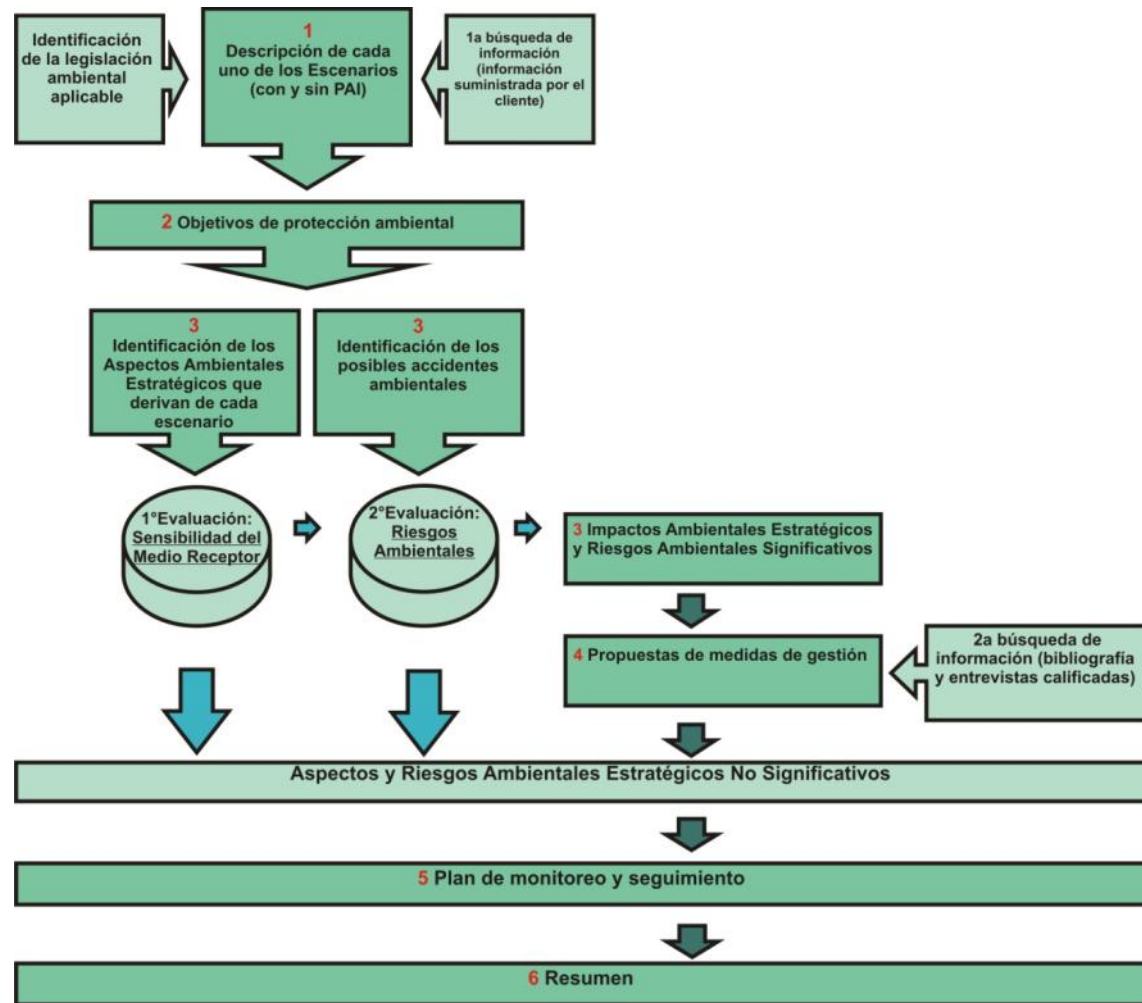 Identificación
de la legislación
ambiental
aplicable
1
Descripción de cada
uno de los Escenarios
(con y sin PAI)
1a búsqueda de
información
(información
suministrada por el
cliente)
2 Objetivos de protección ambiental
3
Identificación de los
Aspectos Ambientales
Estratégicos que
derivan de cada
escenario
3
Identificación de los
posibles accidentes
ambientales
1°Evaluación:
Sensibilidad del
Medio Receptor
2°Evaluación:
Riesgos
Ambientales
3 Impactos Ambientales Estratégicos
y Riesgos Ambientales Significativos
4 Propuestas de medidas de gestión
2a búsqueda de
información (bibliografía
y entrevistas calificadas)
Aspectos y Riesgos Ambientales Estratégicos No Significativos
5 Plan de monitoreo y seguimiento
6 Resumen